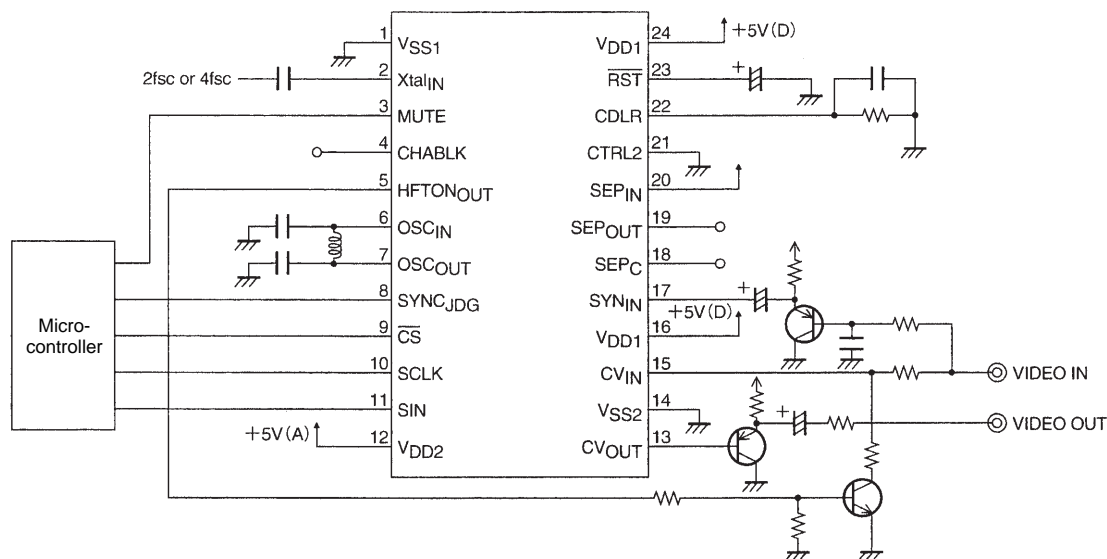 1 VSS1
2fsc or 4fsc 2 XtalIN
3 MUTE
4 CHABLK
5 HFTONOUT
6 OSCIN
7 OSCOUT
8 SYNCJDG
9 CS
10 SCLK
11 SIN
+5V(A) 12 VDD2
Micro-
controller
VDD1 24 +5V(D)
RST 23 +
CDLR 22
CTRL2 21
SEPIN 20
SEPOUT 19
SEPC 18
SYNIN 17 +
VDD1 16 +5V(D)
CVIN 15 VIDEO IN
VSS2 14
CVOUT 13 + VIDEO OUT